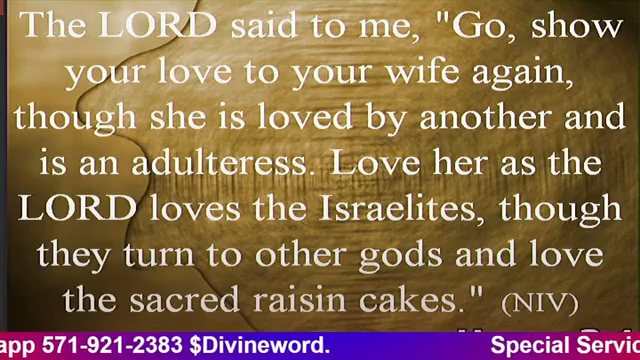 The LORD said to me, "Go, show
your love to your wife again,
though she is loved by another and
is an adulteress. Love her as the
LORD loves the Israelites, though
they turn to other gods and love
the sacred raisin cakes." (NIV)
app 571-921-2383 $Divineword. Special Servic